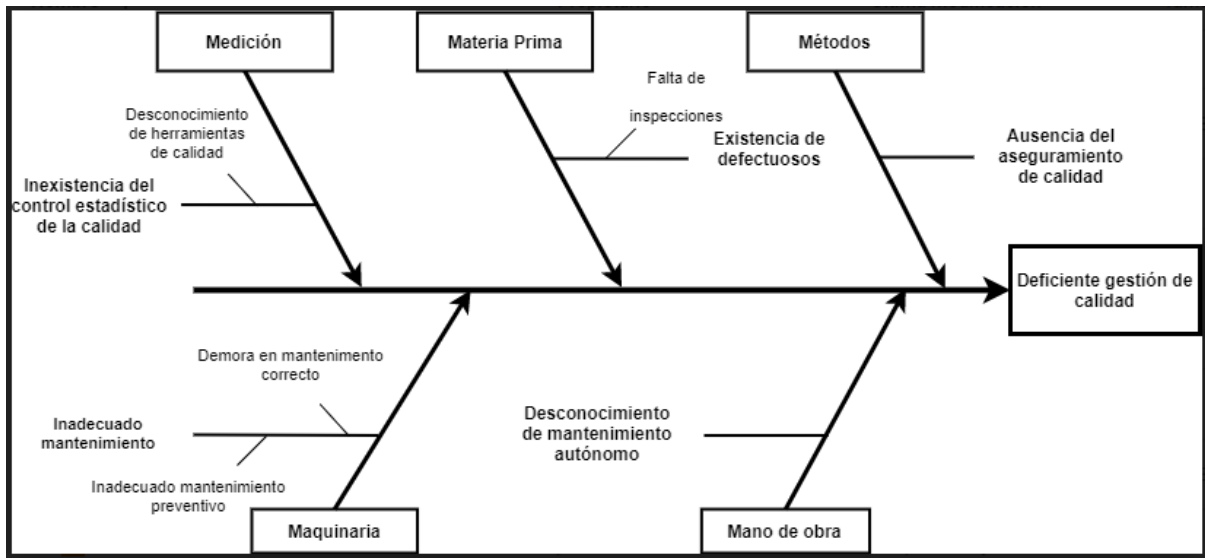 Medición
Materia Prima
Métodos
Desconocimiento
de herramientas
de calidad
Inexistencia del
control estadístico
de la calidad
Falta de
inspecciones
Existencia de
defectuosos
Ausencia del
aseguramiento
de calidad
Deficiente gestión de
calidad
Demora en mantenimento
correcto
Inadecuado
mantenimiento
Inadecuado mantenimiento
preventivo
Desconocimiento
de mantenimiento
autónomo
Maquinaria
Mano de obra